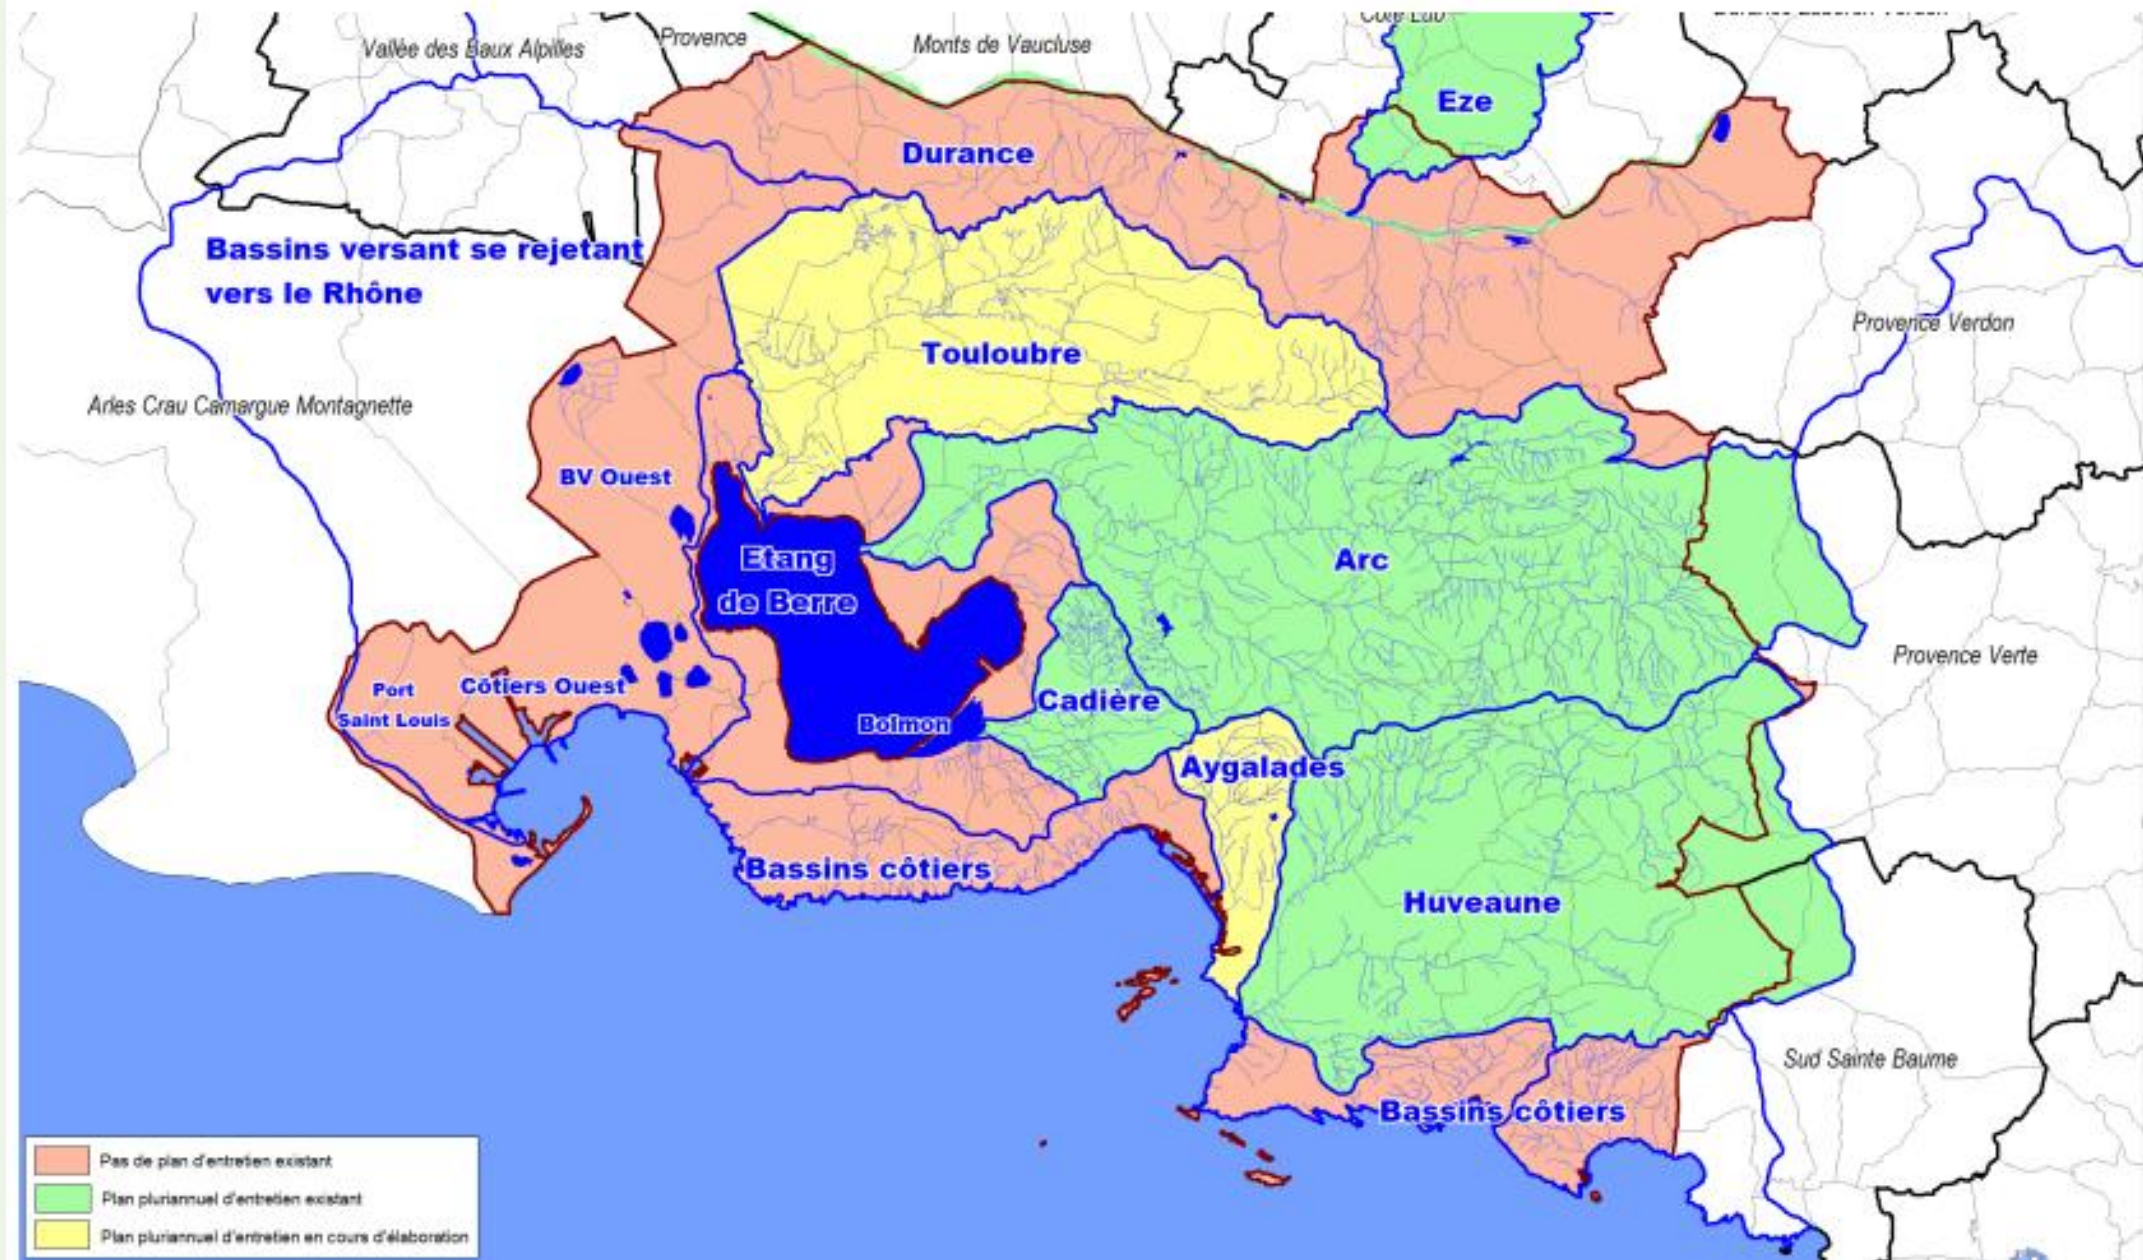 Vallée des Baux Alpilles
Provence
Monts de Vaucluse
Eze
Durance
Bassins versant se rejetant
vers le Rhône
Provence Verdon
Touloubre
Arles Crau Camargue Montagnette
BV Ouest
Etang
de Berre
Arc
Provence Verte
Port
Saint Louis
Côtiers Ouest
Cadière
Bolmon
Aygalades
Bassins côtiers
Huveaune
Sud Sainte Baume
Bassins côtiers
Pas de plan d'entretien existant
Plan pluriannuel d'entretien existant
Plan pluriannuel d'entretien en cours d'élaboration